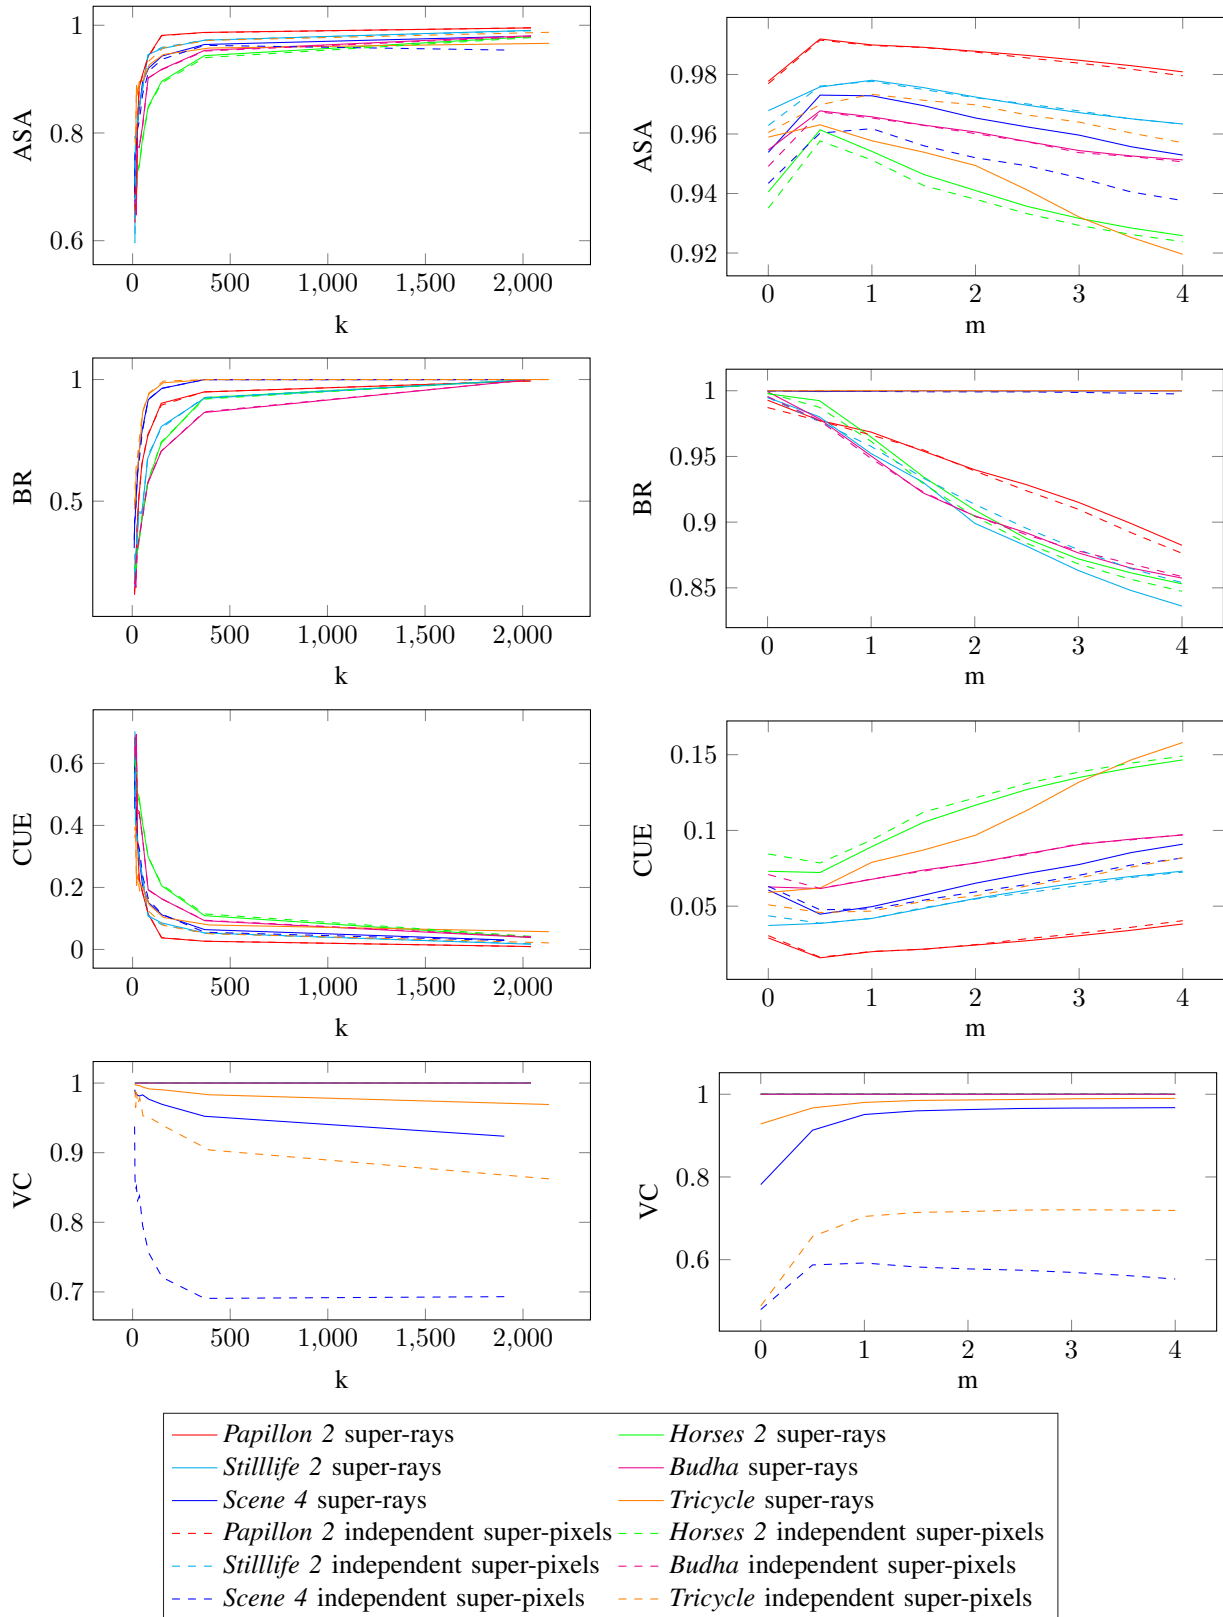 1
0.8
0.6
ASA
0 500 1,000 1,500 2,000
k
0.98
0.96
0.94
0.92
ASA
0 1 2 3 4
m
1
0.5
BR
0 500 1,000 1,500 2,000
k
1
0.95
0.9
0.85
BR
0 1 2 3 4
m
0.6
0.4
0.2
0
CUE
0 500 1,000 1,500 2,000
k
0.15
0.1
0.05
CUE
0 1 2 3 4
m
1
0.9
0.8
0.7
VC
0 500 1,000 1,500 2,000
k
1
0.8
0.6
VC
0 1 2 3 4
m
Papillon 2 super-rays
Horses 2 super-rays
Stilllife 2 super-rays
Budha super-rays
Scene 4 super-rays
Tricycle super-rays
Papillon 2 independent super-pixels
Horses 2 independent super-pixels
Stilllife 2 independent super-pixels
Budha independent super-pixels
Scene 4 independent super-pixels
Tricycle independent super-pixels